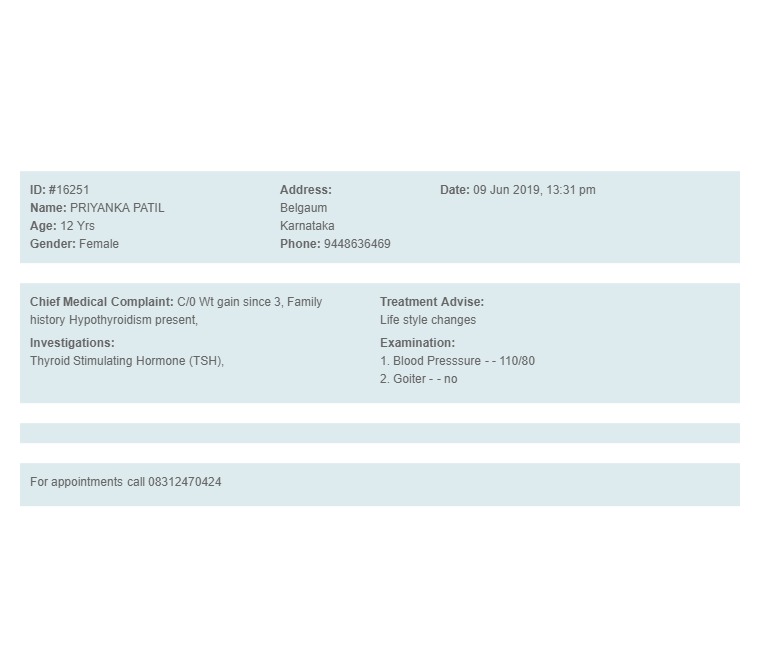 ID: #16251
Name: PRIYANKA PATIL
Age: 12 Yrs
Gender: Female
Address:
Belgaum
Karnataka
Phone: 9448636469
Date: 09 Jun 2019, 13:31 pm
Chief Medical Complaint: C/0 Wt gain since 3, Family
history Hypothyroidism present,
Investigations:
Thyroid Stimulating Hormone (TSH),
Treatment Advise:
Life style changes
Examination:
1. Blood Presssure - - 110/80
2. Goiter - - no
For appointments call 08312470424